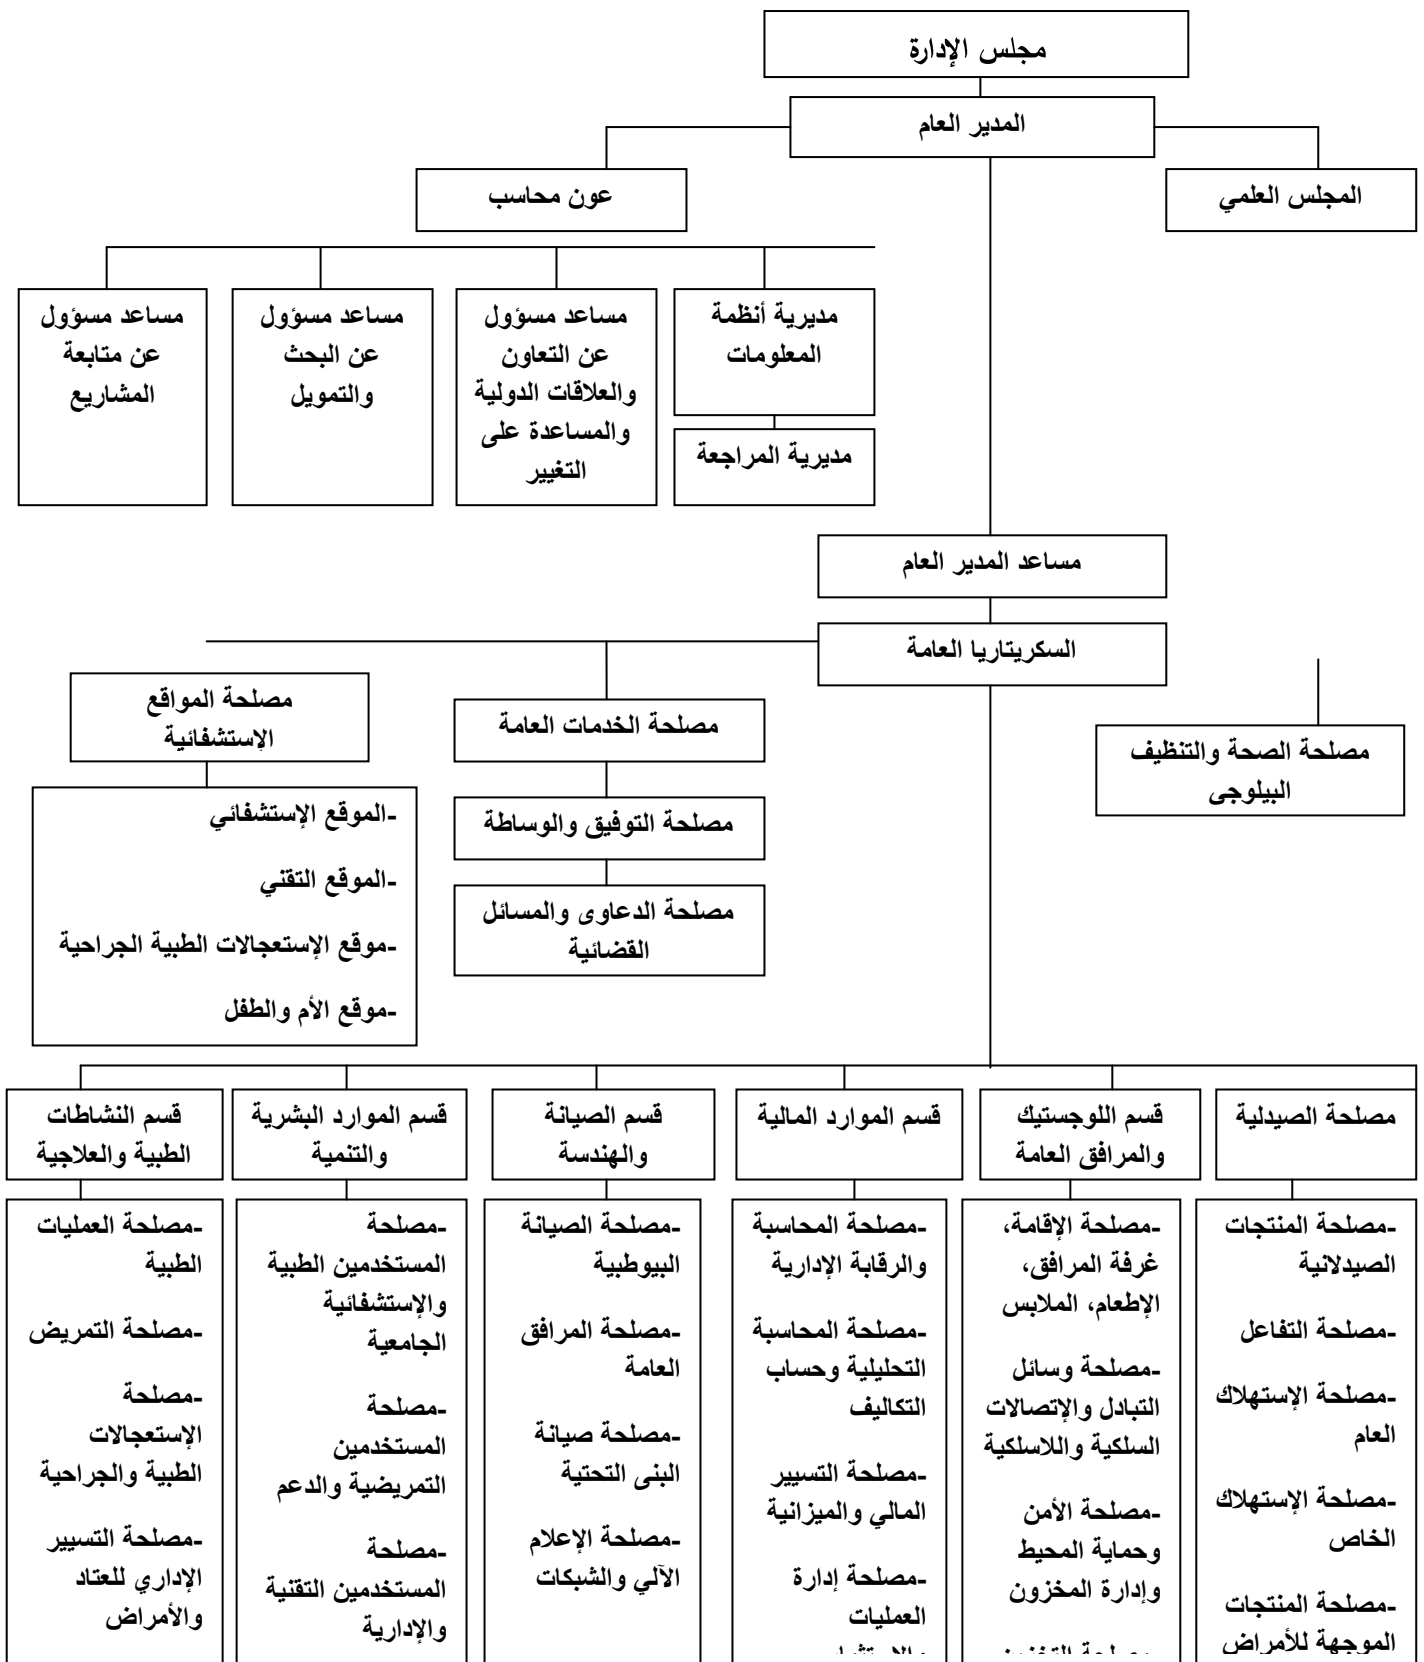 مجلس الإدارة
المدير العام
المجلس العلمي
عون محاسب
مديرية أنظمة
المعلومات
مديرية المراجعة
مساعد مسؤول
عن التعاون
والعلاقات الدولية
والمساعدة على
التغيير
مساعد مسؤول
عن البحث
والتمويل
مساعد مسؤول
عن متابعة
المشاريع
مساعد المدير العام
السكريتاريا العامة
مصلحة الصحة والتنظيف
البيلوجى
مصلحة الخدمات العامة
مصلحة التوفيق والوساطة
مصلحة الدعاوى والمسائل
القضائية
مصلحة المواقع
الإستشفائية
-الموقع الإستشفائي
-الموقع التقني
-موقع الإستعجالات الطبية الجراحية
-موقع الأم والطفل
مصلحة الصيدلية
-مصلحة المنتجات
الصيدلانية
-مصلحة التفاعل
-مصلحة الإستهلاك
العام
-مصلحة الإستهلاك
الخاص
-مصلحة المنتجات
الموجهة للأمراض
قسم اللوجستيك
والمرافق العامة
-مصلحة الإقامة،
غرفة المرافق،
الإطعام، الملابس
-مصلحة وسائل
التبادل والإتصالات
السلكية واللاسلكية
-مصلحة الأمن
وحماية المحيط
وإدارة المخزون
قسم الموارد المالية
-مصلحة المحاسبة
والرقابة الإدارية
-مصلحة المحاسبة
التحليلية وحساب
التكاليف
-مصلحة التسيير
المالي والميزانية
-مصلحة إدارة
العمليات
قسم الصيانة
والهندسة
-مصلحة الصيانة
البيوطبية
-مصلحة المرافق
العامة
-مصلحة صيانة
البنى التحتية
-مصلحة الإعلام
الآلي والشبكات
قسم الموارد البشرية
والتنمية
-مصلحة
المستخدمين الطبية
والإستشفائية
الجامعية
-مصلحة
المستخدمين
التمريضية والدعم
-مصلحة
المستخدمين التقنية
والإدارية
قسم النشاطات
الطبية والعلاجية
-مصلحة العمليات
الطبية
-مصلحة التمريض
-مصلحة
الإستعجالات
الطبية والجراحية
-مصلحة التسيير
الإداري للعتاد
والأمراض